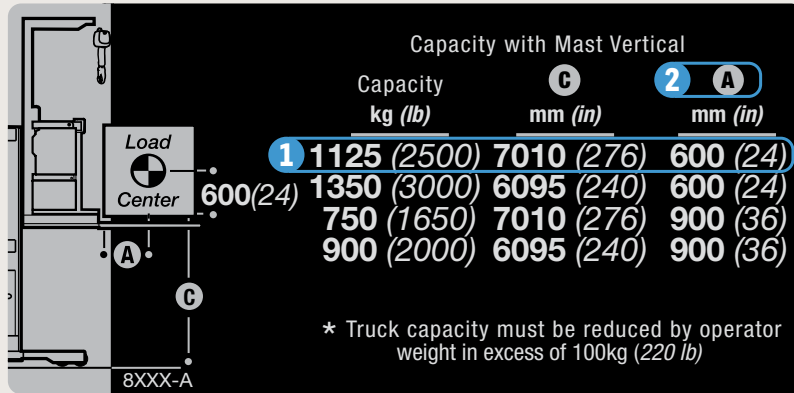 Capacity with Mast Vertical
Capacity C 2 A
kg (lb) mm (in) mm (in)
1 1125 (2500) 7010 (276) 600 (24)
1350 (3000) 6095 (240) 600 (24)
750 (1650) 7010 (276) 900 (36)
900 (2000) 6095 (240) 900 (36)
* Truck capacity must be reduced by operator
weight in excess of 100kg (220 lb)
Load
Center
600(24)
A
C
8XXX-A